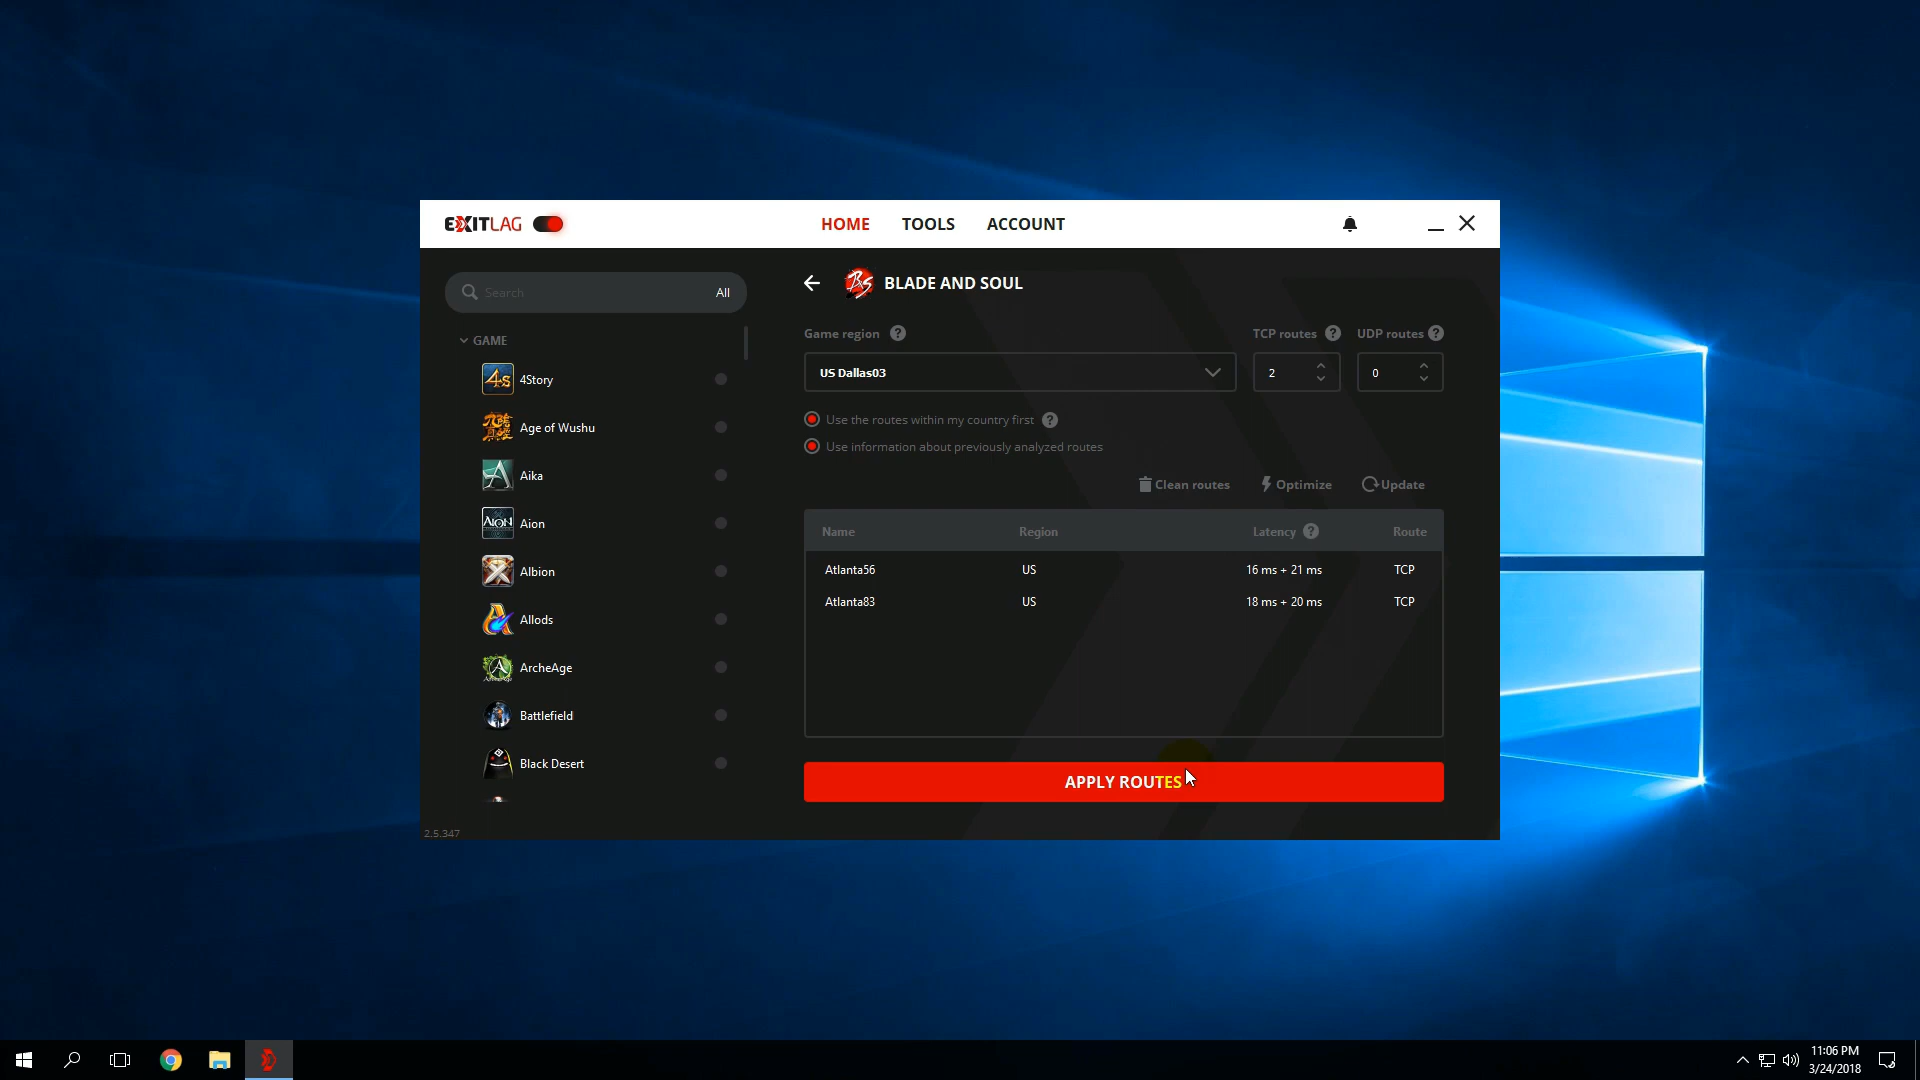 EXITLAG
HOME TOOLS ACCOUNT
Search All
GAME
4Story
Age of Wushu
Aika
AION
Aion
Albion
Allods
ArcheAge
Battlefield
Black Desert
2.5.347
BLADE AND SOUL
Game region ? TCP routes ? UDP routes ?
US Dallas03 2 0
Use the routes within my country first ?
Use information about previously analyzed routes
Clean routes Optimize Update
Name Region Latency ? Route
Atlanta56 US 16 ms + 21 ms TCP
Atlanta83 US 18 ms + 20 ms TCP
APPLY ROUTES
11:06 PM
3/24/2018